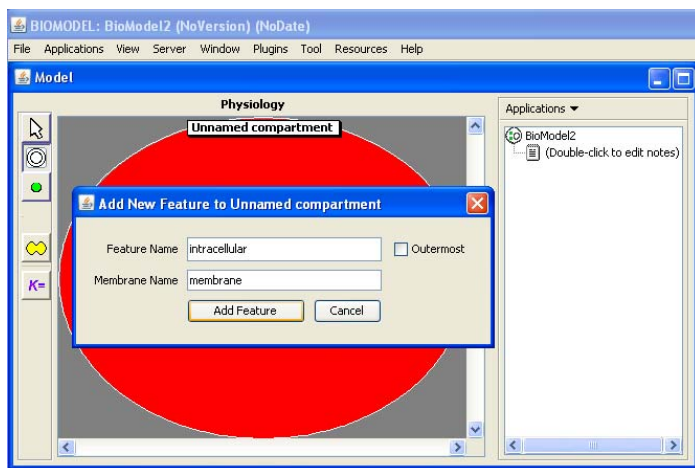 BIOMODEL: BioModel2 (NoVersion) (NoDate)
File Applications View Server Window Plugins Tool Resources Help
Model
Physiology
Unnamed compartment
Applications
BioModel2
(Double-click to edit notes)
Add New Feature to Unnamed compartment
Feature Name intracellular Outermost
Membrane Name membrane
Add Feature Cancel
K=